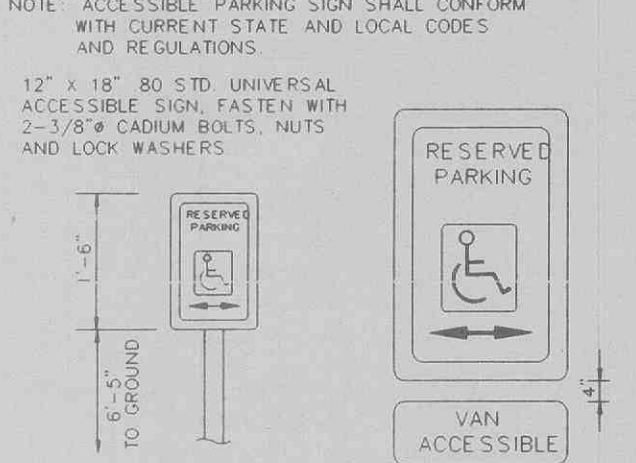 NOTE: ACCESSIBLE PARKING SIGN SHALL CONFORM
WITH CURRENT STATE AND LOCAL CODES
AND REGULATIONS.
12" X 18" .80 STD. UNIVERSAL
ACCESSIBLE SIGN, FASTEN WITH
2-3/8"ø CADIUM BOLTS, NUTS
AND LOCK WASHERS
RESERVED
PARKING
1'-6"
6'-5"
TO GROUND
RESERVED
PARKING
4"
VAN
ACCESSIBLE